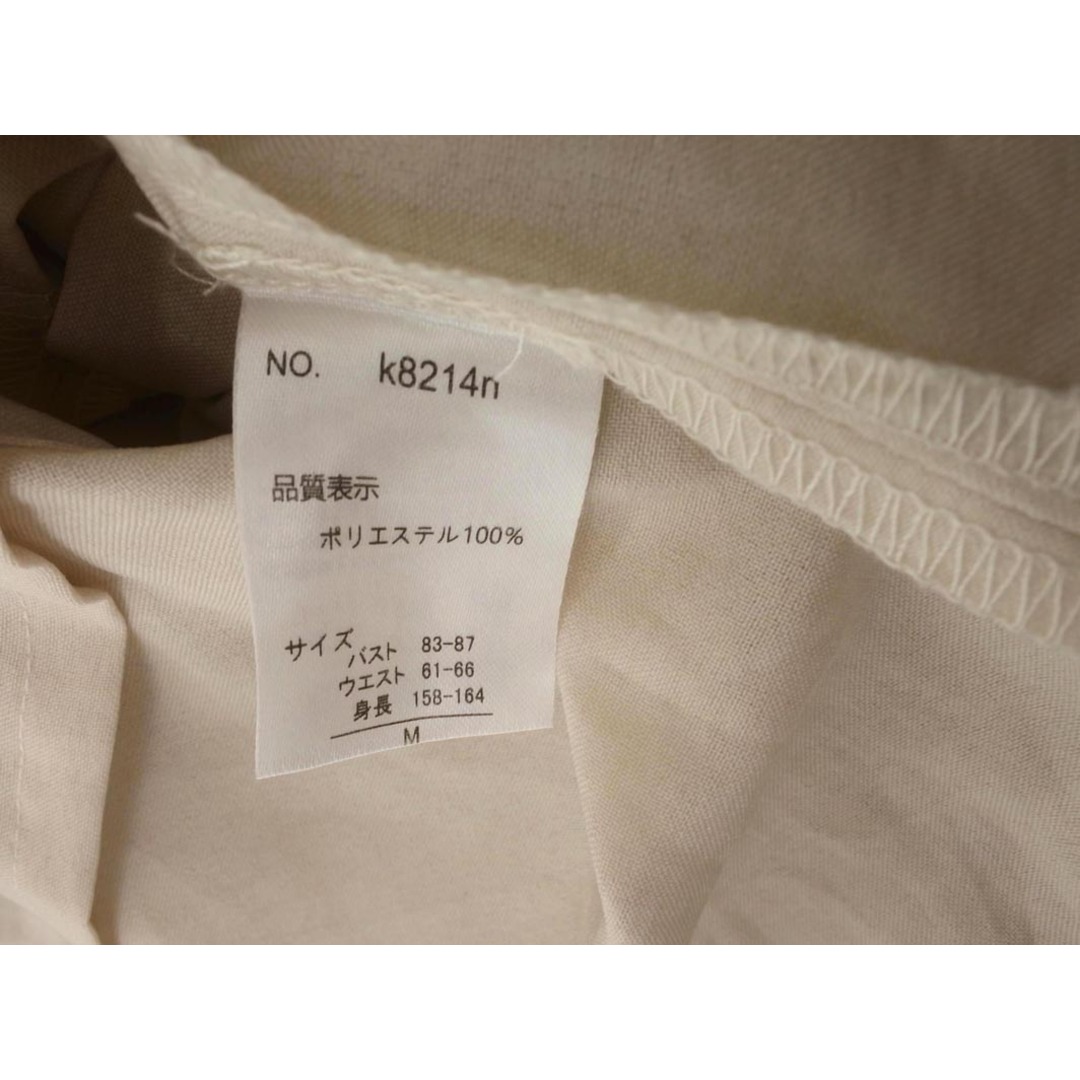 NO. k8214n
品質表示
ポリエステル100%
サイズ
バスト 83-87
ウエスト 61-66
身長 158-164
M